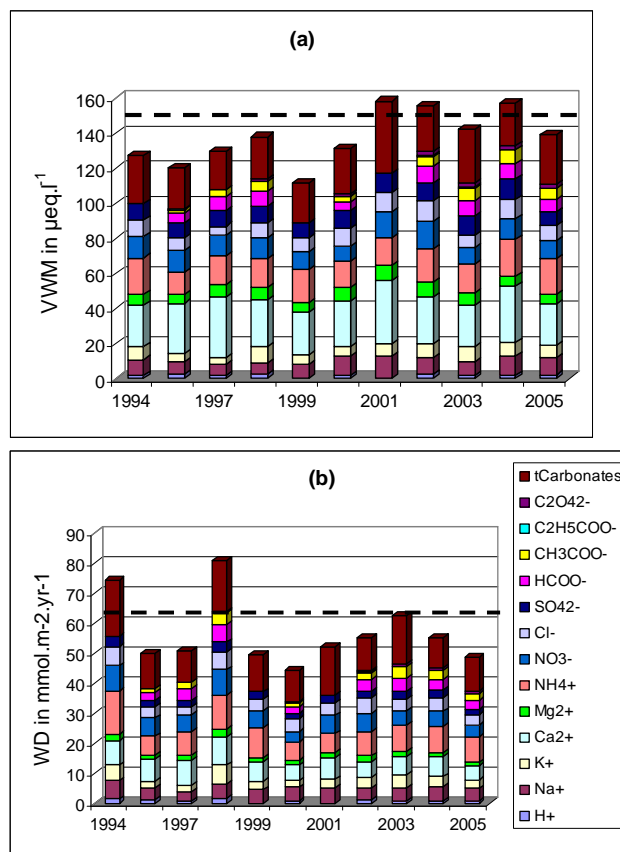 (a)
VWM in µeq.l-1
160
140
120
100
80
60
40
20
0
1994 1997 1999 2001 2003 2005
(b)
WD in mmol.m-2.yr-1
90
80
70
60
50
40
30
20
10
0
1994 1997 1999 2001 2003 2005
tCarbonates
C2O42-
C2H5COO-
CH3COO-
HCOO-
SO42-
Cl-
NO3-
NH4+
Mg2+
Ca2+
K+
Na+
H+